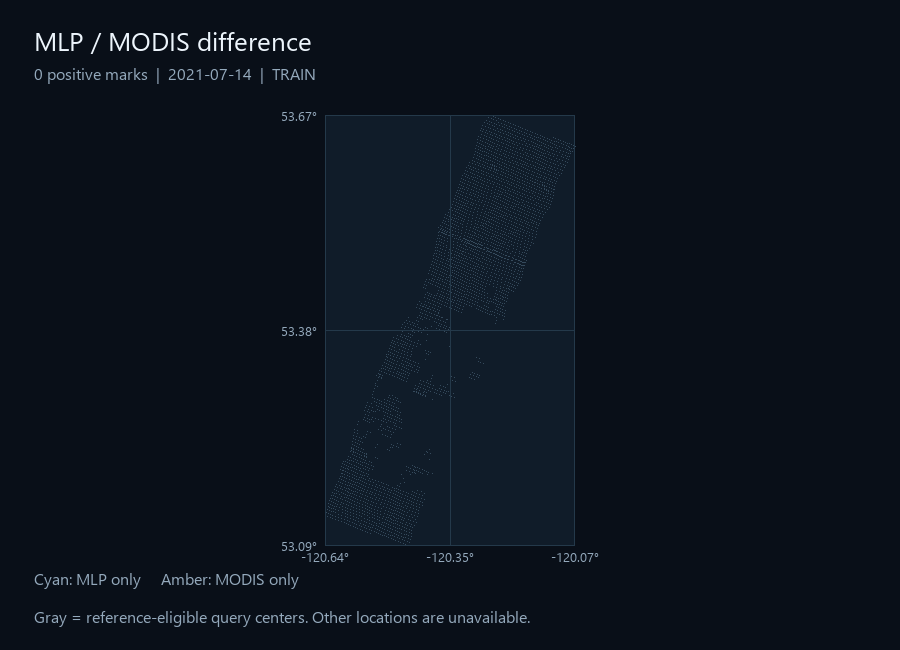 MLP / MODIS difference
0 positive marks | 2021-07-14 | TRAIN
53.67°
53.38°
53.09°
-120.64° -120.35° -120.07°
Cyan: MLP only Amber: MODIS only
Gray = reference-eligible query centers. Other locations are unavailable.